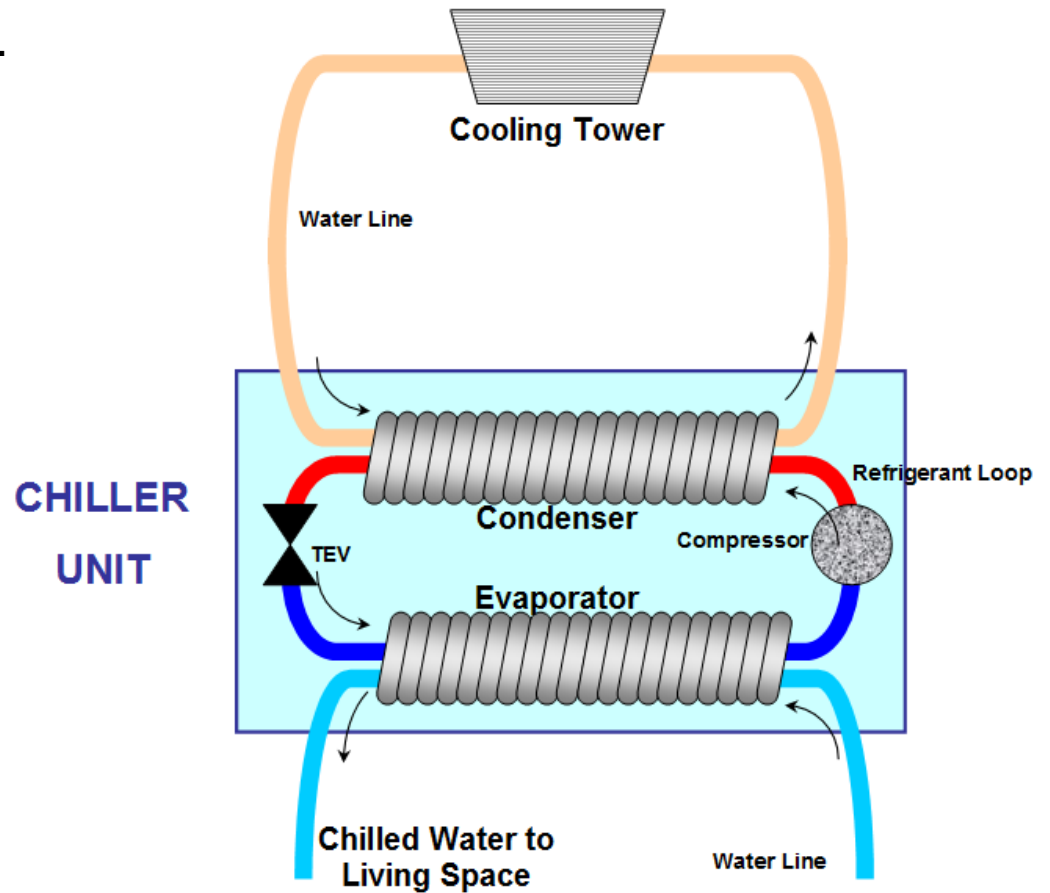 .
Cooling Tower
Water Line
CHILLER
UNIT
Refrigerant Loop
Condenser
Compressor
TEV
Evaporator
Chilled Water to
Living Space
Water Line